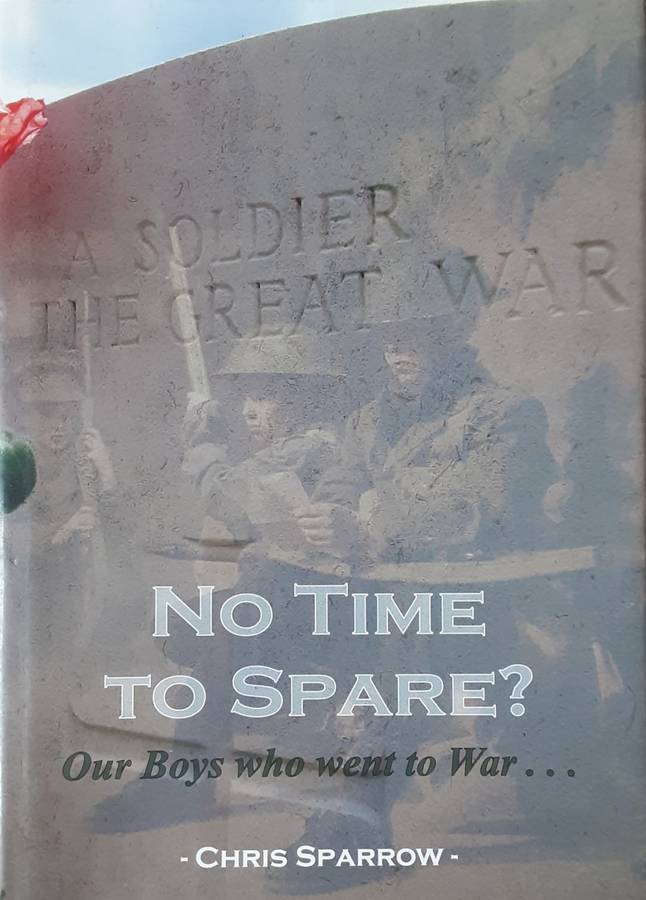 A SOLDIER
THE GREAT WAR
No Time
to Spare?
Our Boys who went to War . . .
- Chris Sparrow -